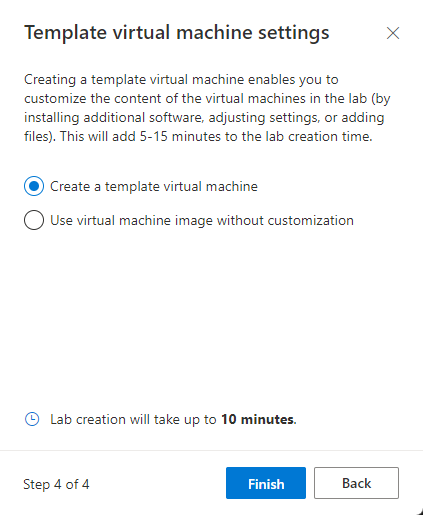 Template virtual machine settings
Creating a template virtual machine enables you to
customize the content of the virtual machines in the lab (by
installing additional software, adjusting settings, or adding
files). This will add 5-15 minutes to the lab creation time.
Create a template virtual machine
Use virtual machine image without customization
Lab creation will take up to 10 minutes.
Step 4 of 4
Finish
Back